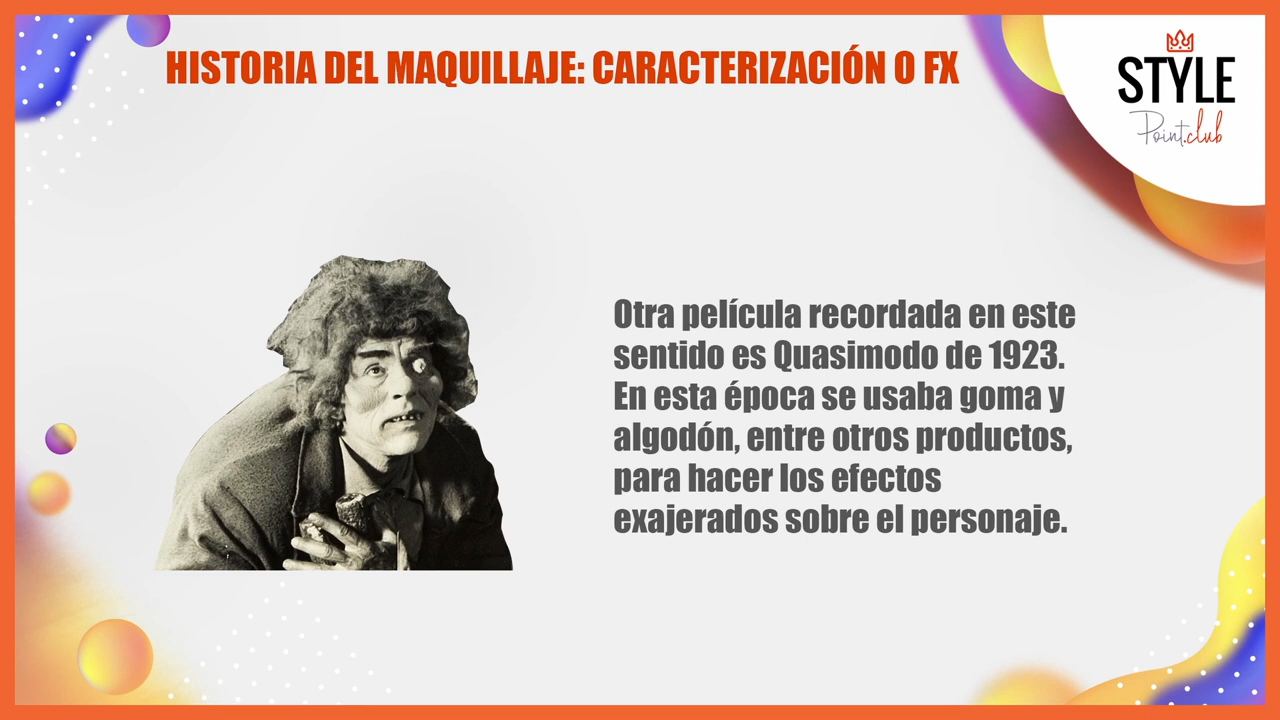 HISTORIA DEL MAQUILLAJE: CARACTERIZACIÓN O FX
STYLE
Point.club
Otra película recordada en este
sentido es Quasimodo de 1923.
En esta época se usaba goma y
algodón, entre otros productos,
para hacer los efectos
exajerados sobre el personaje.